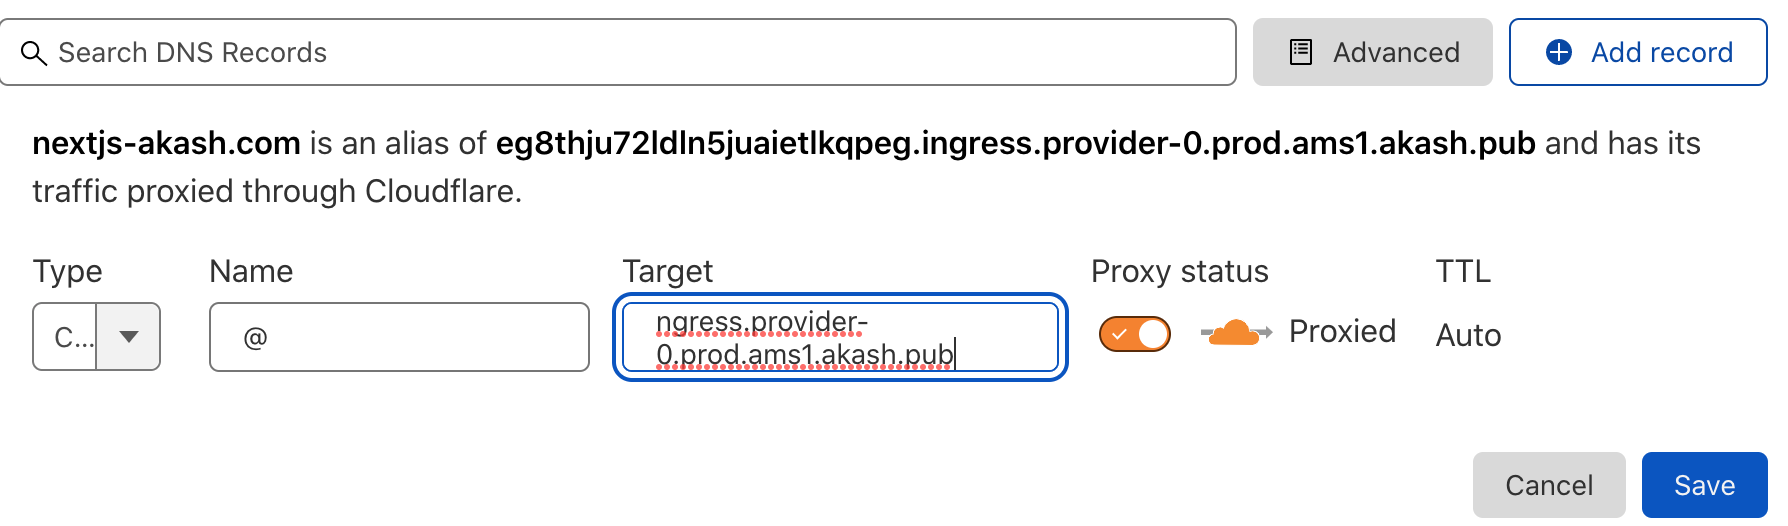 Search DNS Records
Advanced
Add record
nextjs-akash.com is an alias of eg8thju72ldln5juaietlkqpeg.ingress.provider-0.prod.ams1.akash.pub and has its
traffic proxied through Cloudflare.
Type
Name
Target
Proxy status
TTL
C...
@
ngress.provider-
0.prod.ams1.akash.pub
Proxied
Auto
Cancel
Save